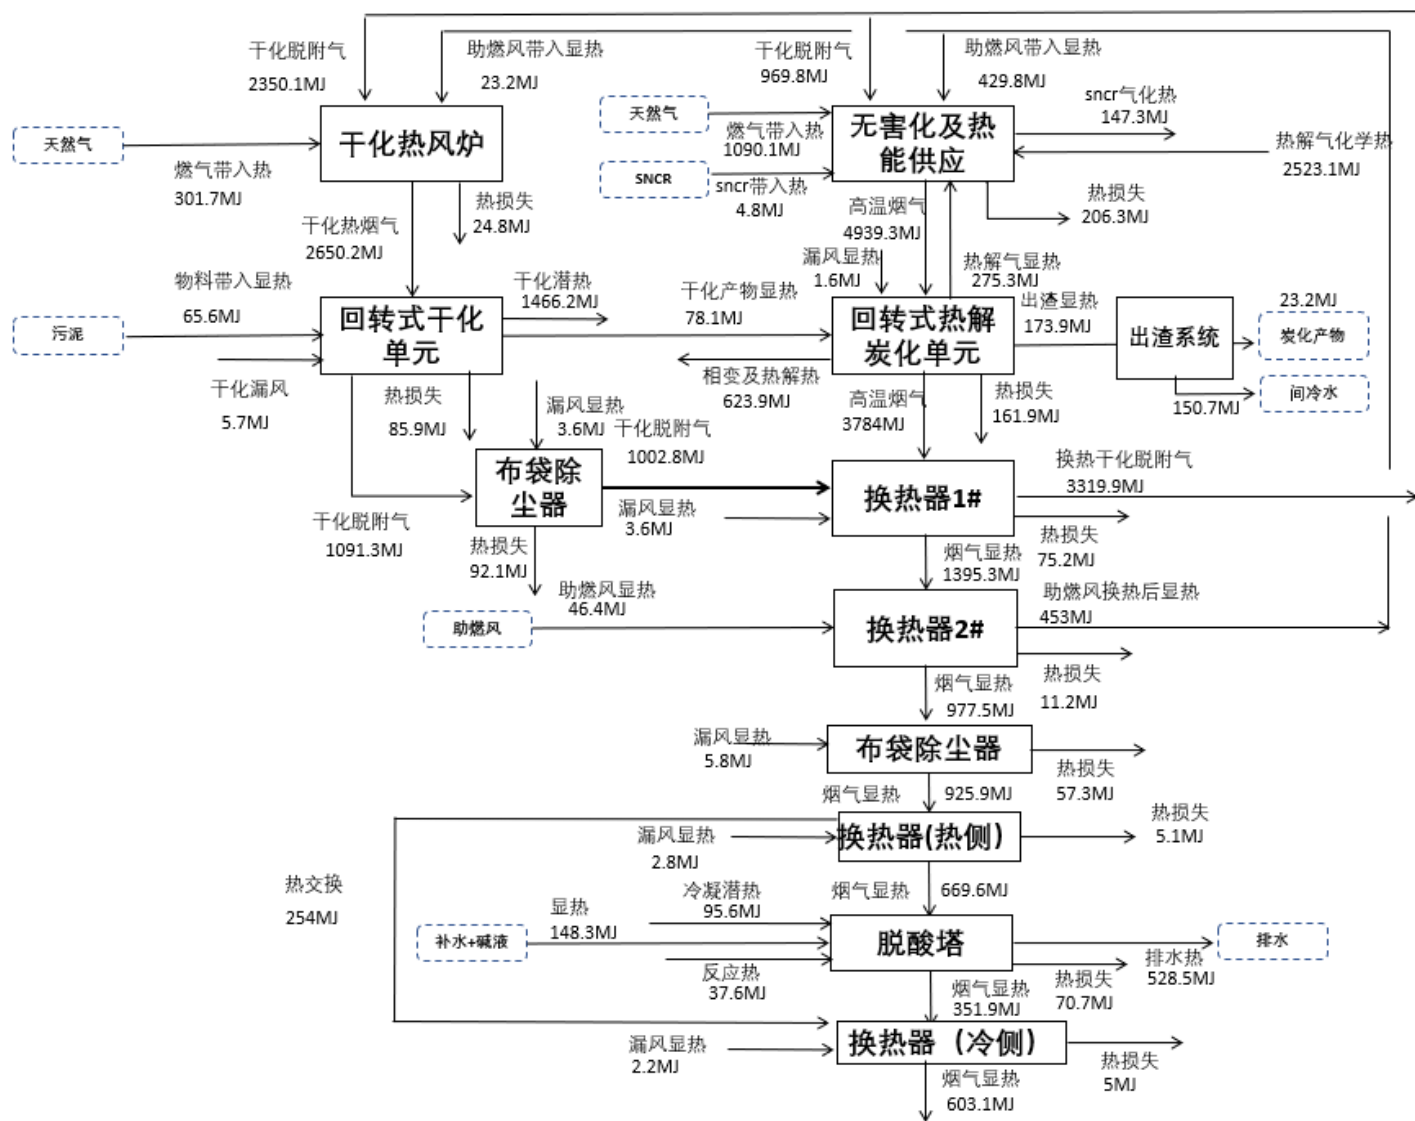 干化脱附气
2350.1MJ
助燃风带入显热
23.2MJ
干化脱附气
969.8MJ
助燃风带入显热
429.8MJ
sncr气化热
147.3MJ
天然气
燃气带入热
301.7MJ
干化热风炉
天然气
燃气带入热
1090.1MJ
SNCR
sncr带入热
4.8MJ
无害化及热
能供应
热解气化学热
2523.1MJ
热损失
24.8MJ
干化热烟气
2650.2MJ
高温烟气
4939.3MJ
热损失
206.3MJ
漏风显热
1.6MJ
热解气显热
275.3MJ
物料带入显热
65.6MJ
污泥
回转式干化
单元
干化潜热
1466.2MJ
干化产物显热
78.1MJ
回转式热解
炭化单元
出渣显热
173.9MJ
出渣系统
23.2MJ
炭化产物
间冷水
150.7MJ
干化漏风
5.7MJ
热损失
85.9MJ
相变及热解热
623.9MJ
高温烟气
3784MJ
热损失
161.9MJ
漏风显热
3.6MJ
干化脱附气
1002.8MJ
布袋除
尘器
干化脱附气
1091.3MJ
热损失
92.1MJ
漏风显热
3.6MJ
换热器1#
换热干化脱附气
3319.9MJ
热损失
75.2MJ
烟气显热
1395.3MJ
助燃风显热
46.4MJ
助燃风
换热器2#
助燃风换热后显热
453MJ
热损失
11.2MJ
烟气显热
977.5MJ
漏风显热
5.8MJ
布袋除尘器
热损失
57.3MJ
烟气显热
925.9MJ
漏风显热
2.8MJ
换热器(热侧）
热损失
5.1MJ
热交换
254MJ
烟气显热
669.6MJ
冷凝潜热
95.6MJ
补水+碱液
显热
148.3MJ
反应热
37.6MJ
脱酸塔
排水
排水热
528.5MJ
热损失
70.7MJ
烟气显热
351.9MJ
漏风显热
2.2MJ
换热器（冷侧）
热损失
5MJ
烟气显热
603.1MJ